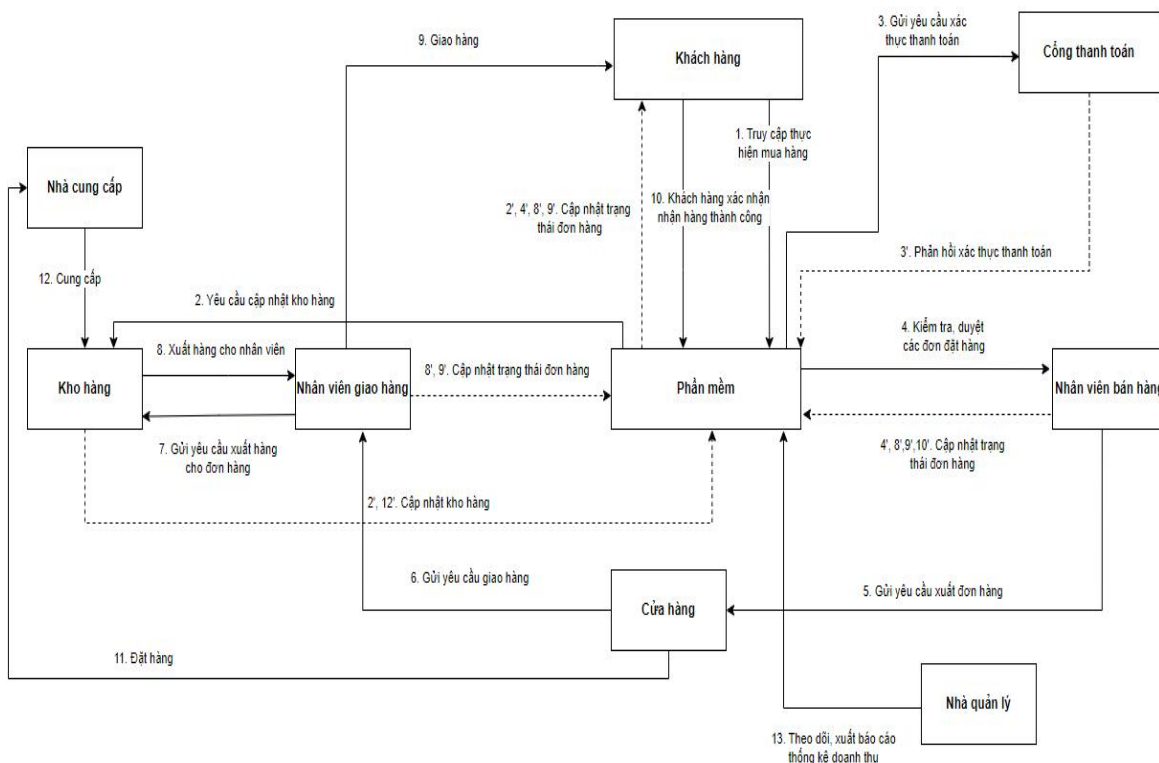 3. Gửi yêu cầu xác
thực thanh toán
9. Giao hàng
Khách hàng
Cổng thanh toán
1. Truy cập thực
hiện mua hàng
Nhà cung cấp
2', 4', 8', 9'. Cập nhật trạng
thái đơn hàng
10. Khách hàng xác nhận
nhận hàng thành công
3'. Phản hồi xác thực thanh toán
12. Cung cấp
2. Yêu cầu cập nhật kho hàng
4. Kiểm tra, duyệt
các đơn đặt hàng
8. Xuất hàng cho nhân viên
8', 9'. Cập nhật trạng thái đơn hàng
Kho hàng
Nhân viên giao hàng
Phần mềm
Nhân viên bán hàng
7. Gửi yêu cầu xuất hàng
cho đơn hàng
4', 8',9',10'. Cập nhật trạng
thái đơn hàng
2', 12'. Cập nhật kho hàng
6. Gửi yêu cầu giao hàng
5. Gửi yêu cầu xuất đơn hàng
Cửa hàng
11. Đặt hàng
Nhà quản lý
13. Theo dõi, xuất báo cáo
thống kê doanh thu